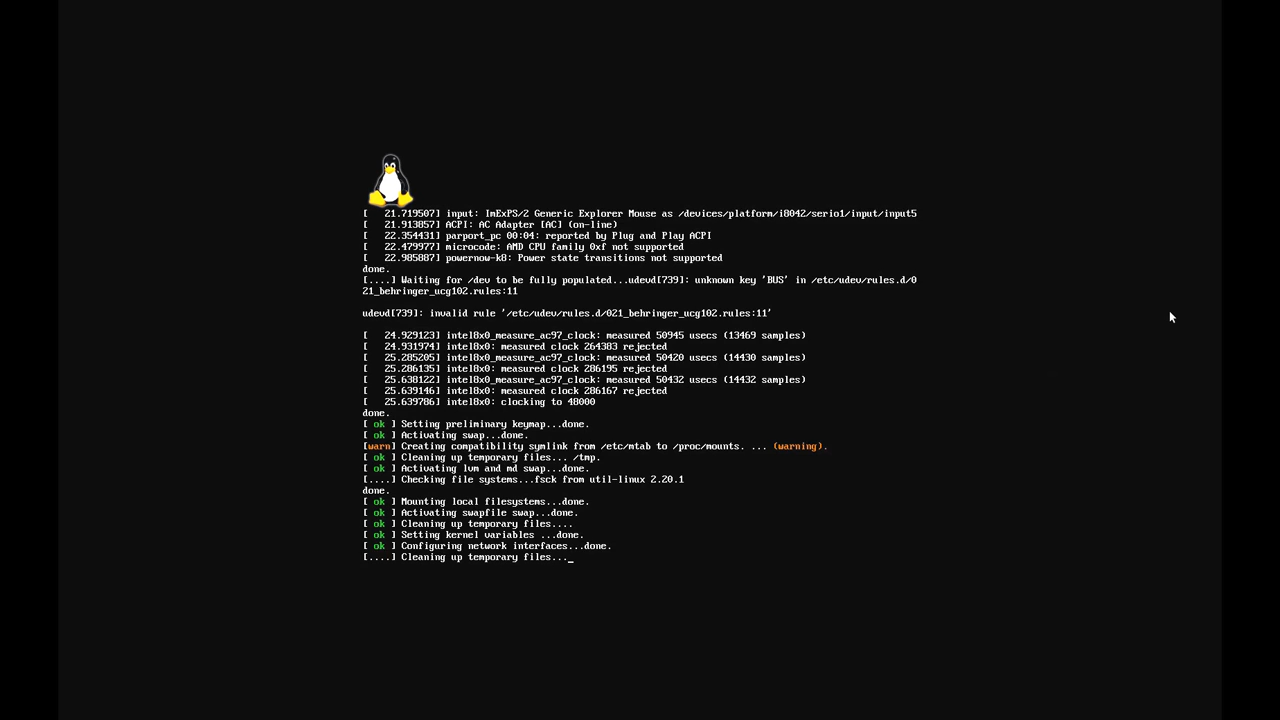 [   21.719507] input: ImExPS/2 Generic Explorer Mouse as /devices/platform/i8042/serio1/input/input5
[   21.913057] ACPI: AC Adapter [AC] (on-line)
[   22.354431] parport_pc 00:04: reported by Plug and Play ACPI
[   22.479977] microcode: AMD CPU family 0xf not supported
[   22.985887] powernow-k8: Power state transitions not supported
done.
[....] Waiting for /dev to be fully populated...udevd[739]: unknown key 'BUS' in /etc/udev/rules.d/0
21_behringer_ucg102.rules:11
udevd[739]: invalid rule '/etc/udev/rules.d/021_behringer_ucg102.rules:11'
[   24.929123] intel8x0_measure_ac97_clock: measured 50945 usecs (13469 samples)
[   24.931974] intel8x0: measured clock 264383 rejected
[   25.285205] intel8x0_measure_ac97_clock: measured 50420 usecs (14430 samples)
[   25.286135] intel8x0: measured clock 286195 rejected
[   25.638122] intel8x0_measure_ac97_clock: measured 50432 usecs (14432 samples)
[   25.639146] intel8x0: measured clock 286167 rejected
[   25.639786] intel8x0: clocking to 48000
done.
[ ok ] Setting preliminary keymap...done.
[ ok ] Activating swap...done.
[warn] Creating compatibility symlink from /etc/mtab to /proc/mounts. ... (warning).
[ ok ] Cleaning up temporary files... /tmp.
[ ok ] Activating lvm and md swap...done.
[....] Checking file systems...fsck from util-linux 2.20.1
done.
[ ok ] Mounting local filesystems...done.
[ ok ] Activating swapfile swap...done.
[ ok ] Cleaning up temporary files....
[ ok ] Setting kernel variables ...done.
[ ok ] Configuring network interfaces...done.
[....] Cleaning up temporary files..._